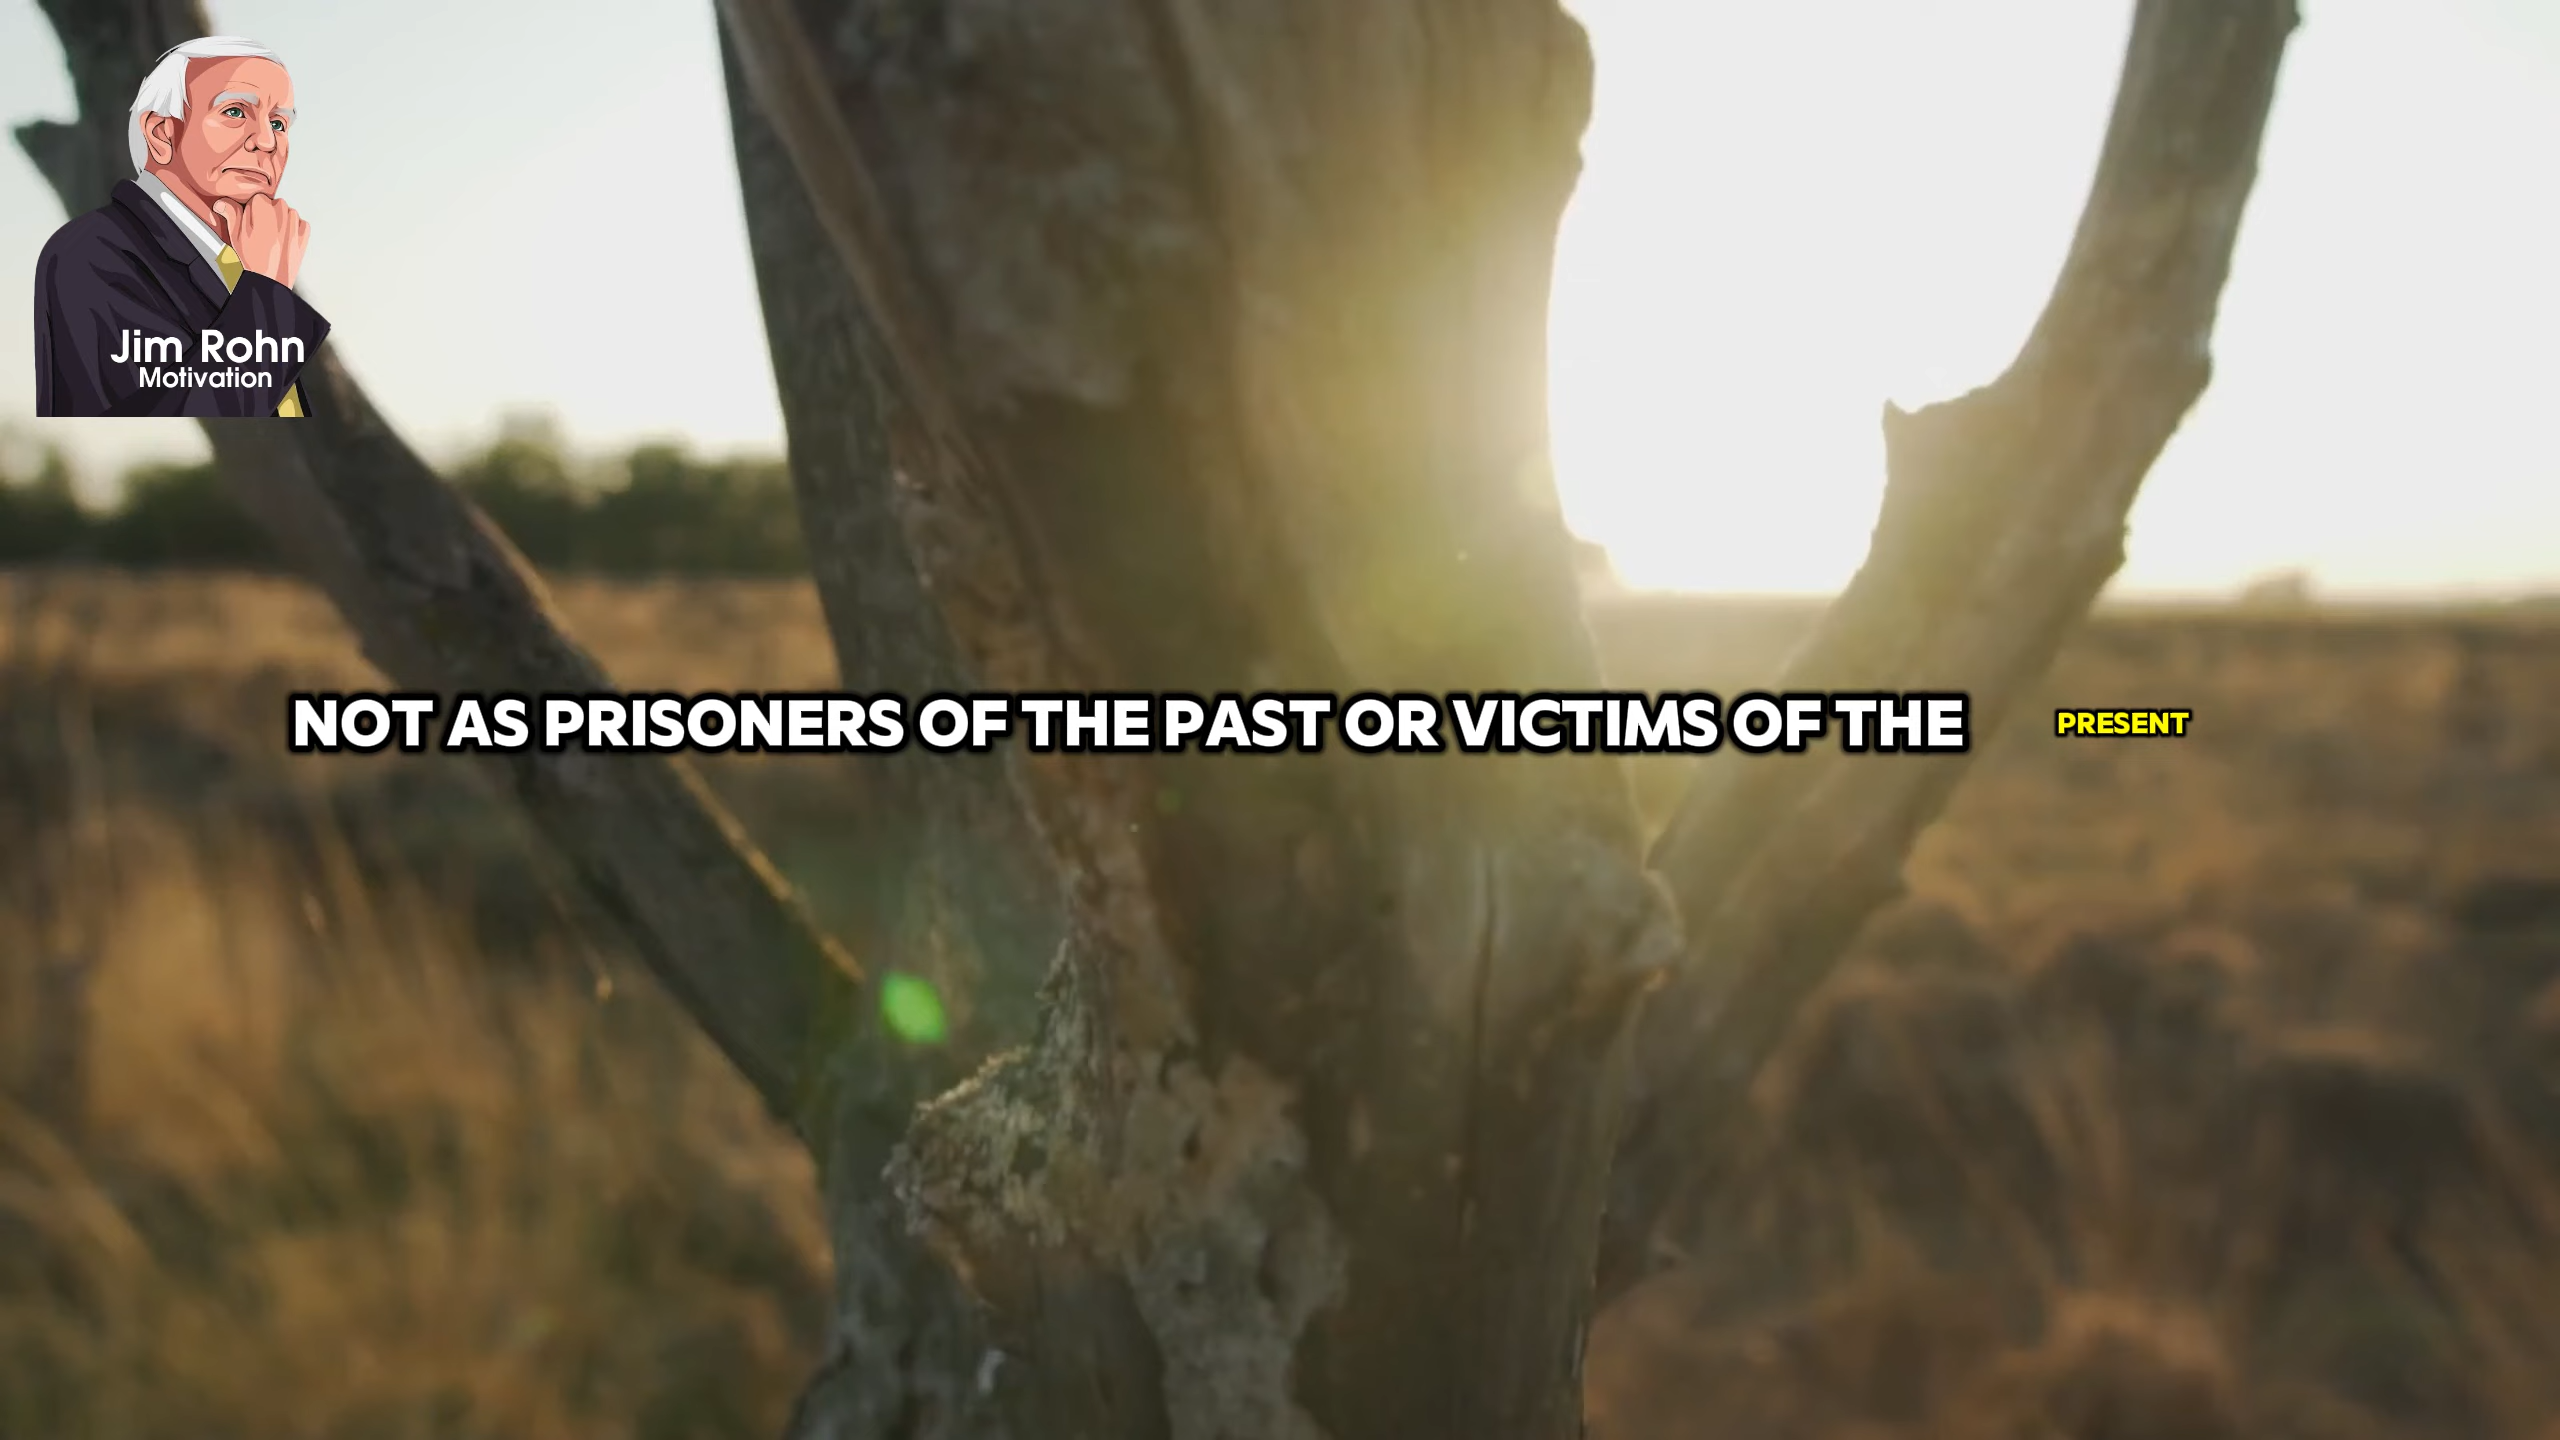 Jim Rohn
Motivation
NOT AS PRISONERS OF THE PAST OR VICTIMS OF THE PRESENT